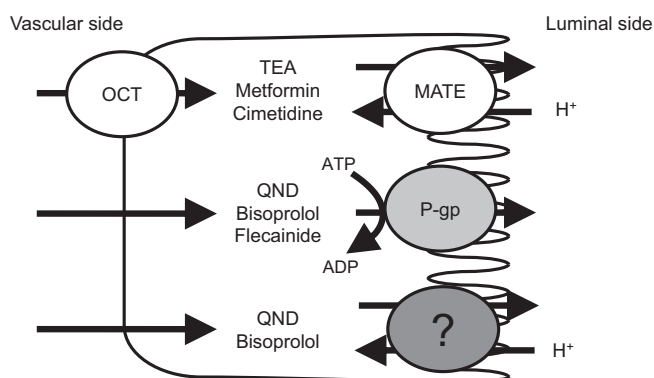 Vascular side
Luminal side
OCT
TEA
Metformin
Cimetidine
MATE
H⁺
QND
Bisoprolol
Flecainide
ATP
ADP
P-gp
QND
Bisoprolol
?
H⁺